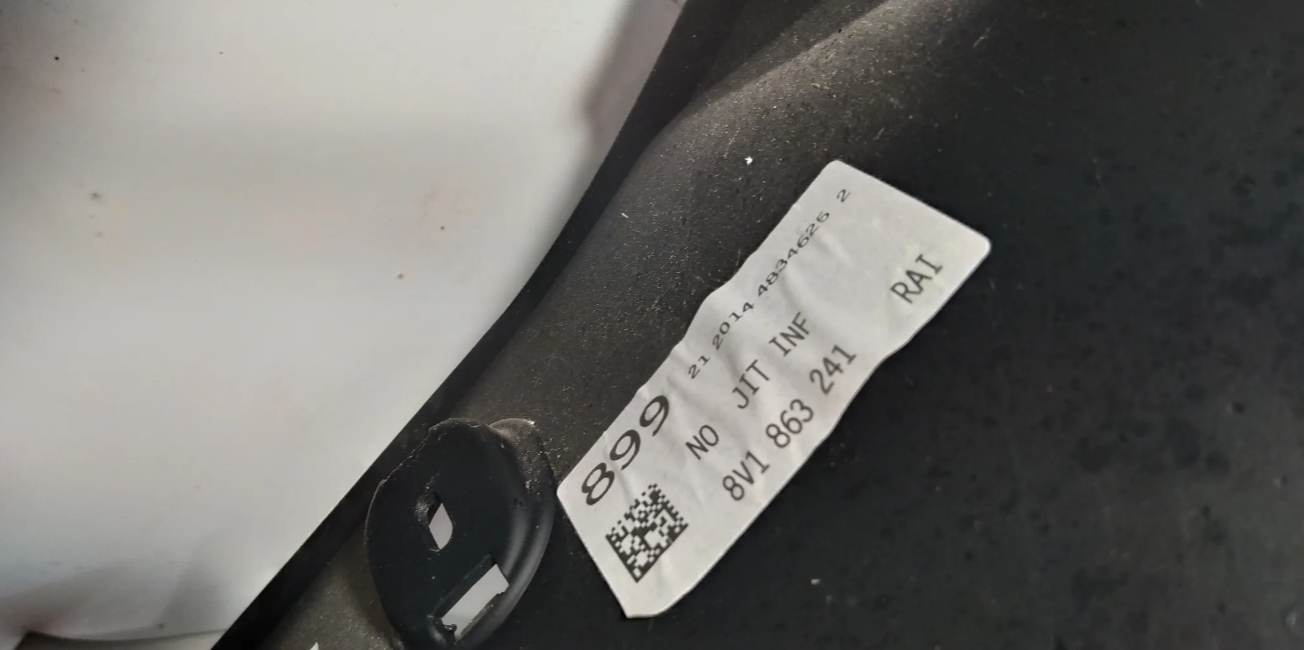 899
21 2014 4834625 2
NO JIT INF
8V1 863 241 RAI